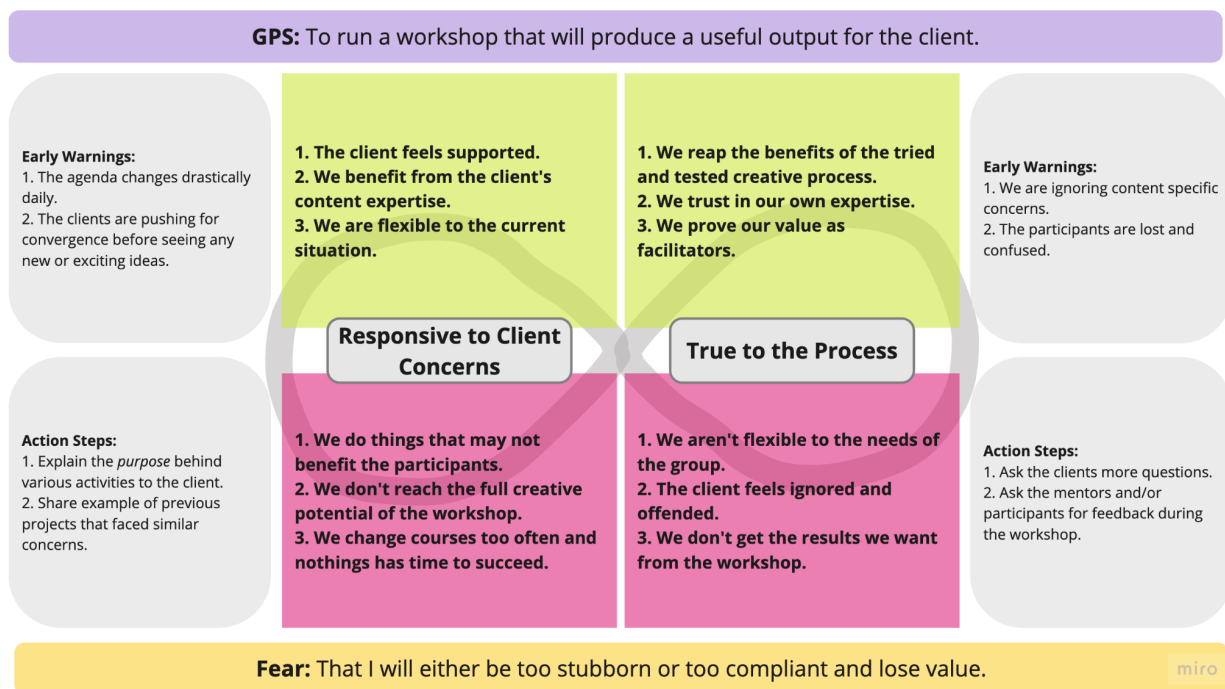 GPS: To run a workshop that will produce a useful output for the client.
Early Warnings:
1. The agenda changes drastically
daily.
2. The clients are pushing for
convergence before seeing any
new or exciting ideas.
1. The client feels supported.
2. We benefit from the client's
content expertise.
3. We are flexible to the current
situation.
1. We reap the benefits of the tried
and tested creative process.
2. We trust in our own expertise.
3. We prove our value as
facilitators.
Early Warnings:
1. We are ignoring content specific
concerns.
2. The participants are lost and
confused.
Responsive to Client
Concerns
True to the Process
Action Steps:
1. Explain the purpose behind
various activities to the client.
2. Share example of previous
projects that faced similar
concerns.
1. We do things that may not
benefit the participants.
2. We don't reach the full creative
potential of the workshop.
3. We change courses too often and
nothings has time to succeed.
1. We aren't flexible to the needs of
the group.
2. The client feels ignored and
offended.
3. We don't get the results we want
from the workshop.
Action Steps:
1. Ask the clients more questions.
2. Ask the mentors and/or
participants for feedback during
the workshop.
Fear: That I will either be too stubborn or too compliant and lose value.
miro